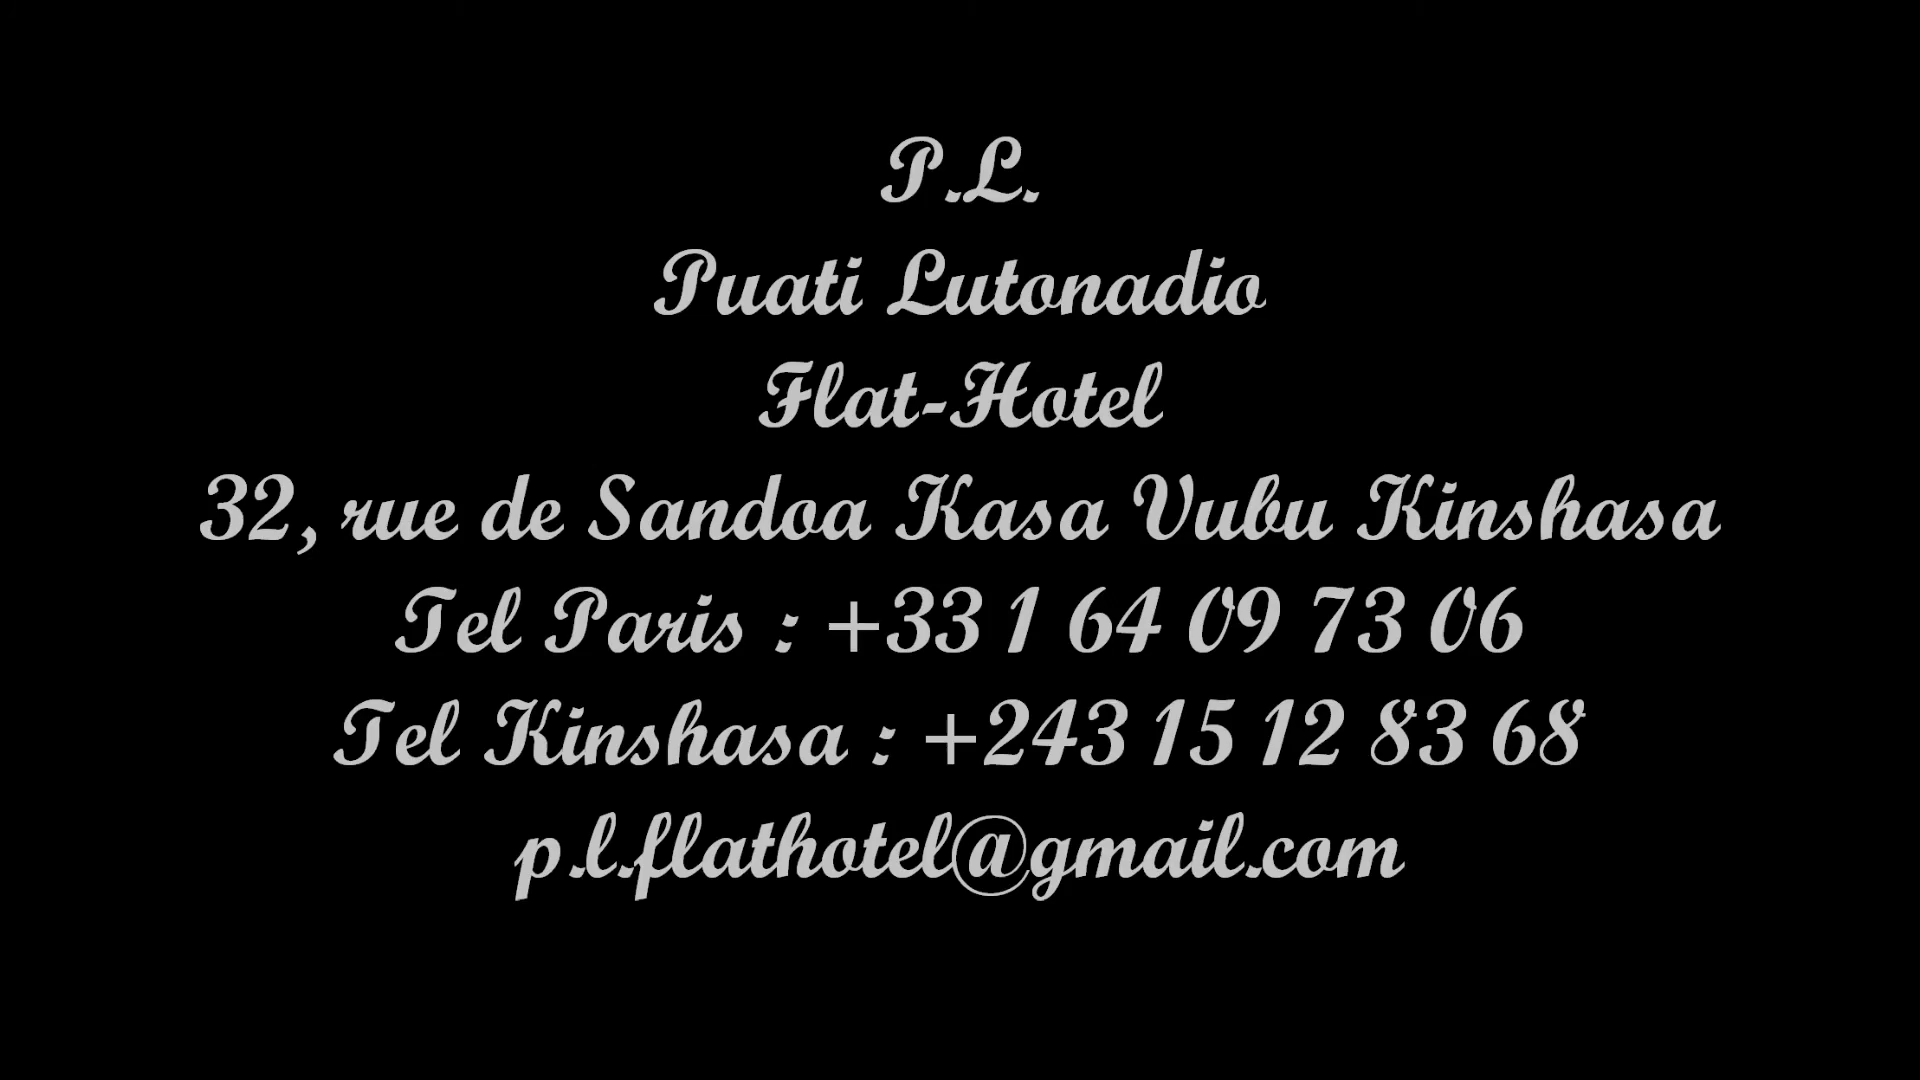 P.L.
Puati Lutonadio
Flat-Hotel
32, rue de Sandoa Kasa Vubu Kinshasa
Tel Paris : +33 1 64 09 73 06
Tel Kinshasa : +243 15 12 83 68
p.l.flathotel@gmail.com